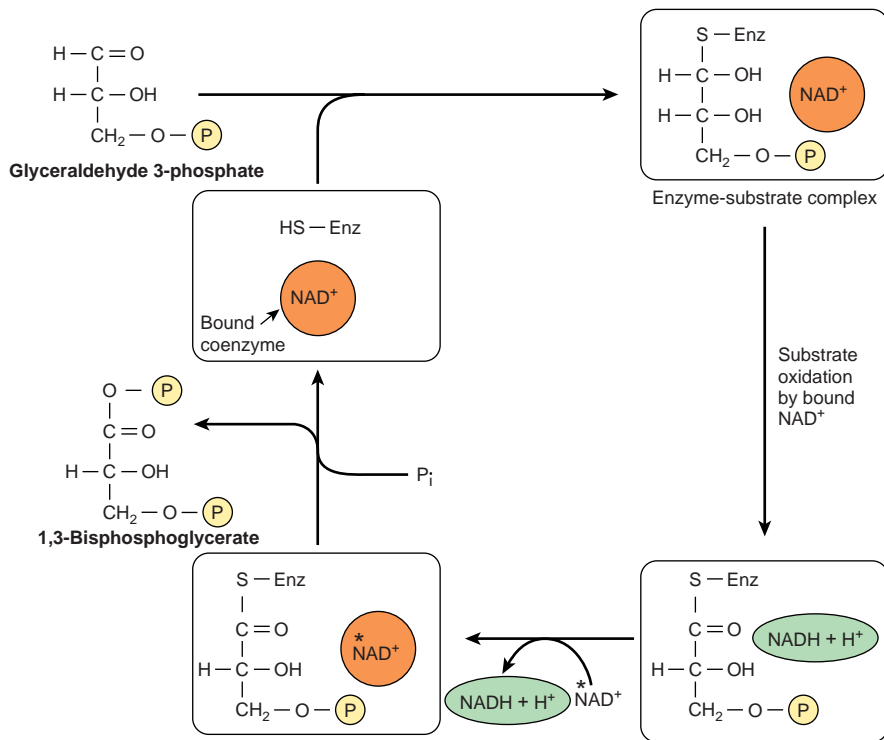 H — C = O
H — C — OH
CH₂ — O — P
Glyceraldehyde 3-phosphate
S — Enz
H — C — OH
H — C — OH
CH₂ — O — P
NAD⁺
Enzyme-substrate complex
HS — Enz
NAD⁺
Bound
coenzyme
Substrate
oxidation
by bound
NAD⁺
O — P
C = O
H — C — OH
CH₂ — O — P
1,3-Bisphosphoglycerate
Pi
S — Enz
C = O
H — C — OH
CH₂ — O — P
*
NAD⁺
NADH + H⁺
*
NAD⁺
S — Enz
C = O
H — C — OH
CH₂ — O — P
NADH + H⁺